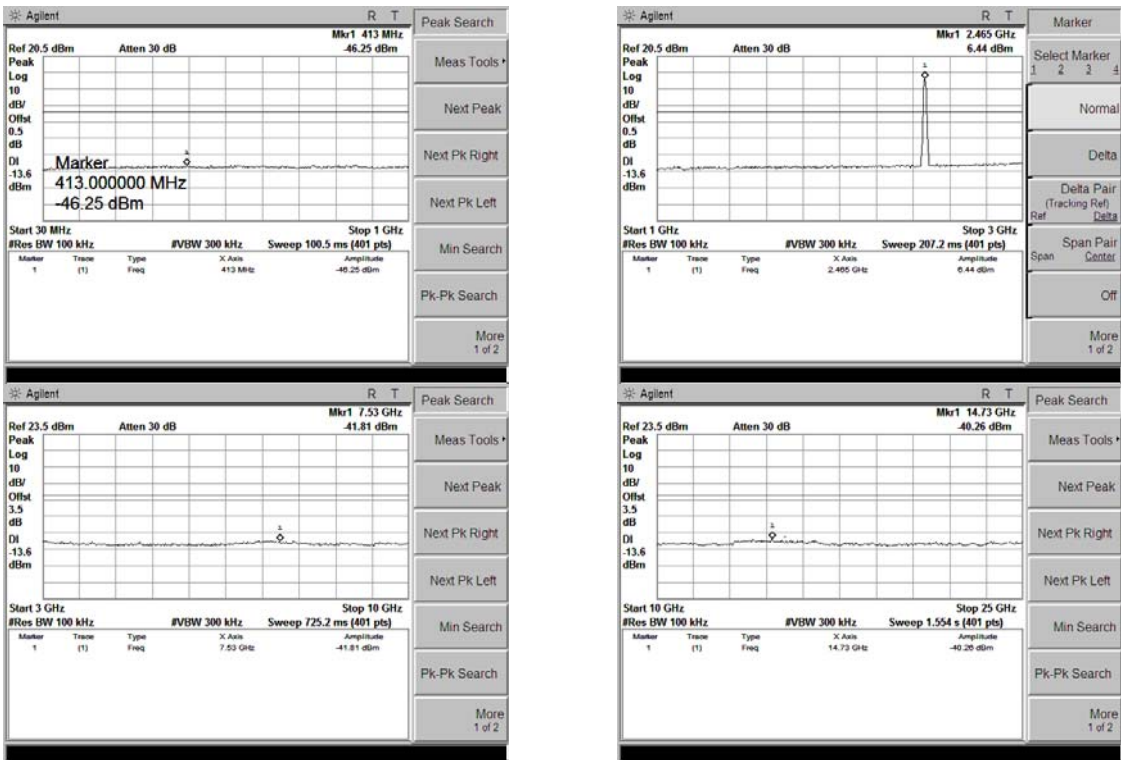 Agilent R T
Peak Search
Mkr1 413 MHz
Ref 20.5 dBm Atten 30 dB -46.25 dBm
Peak
Log
10
dB/
Offst
0.5
dB
DI
-13.6
dBm
1
Marker
413.000000 MHz
-46.25 dBm
Start 30 MHz Stop 1 GHz
#Res BW 100 kHz #VBW 300 kHz Sweep 100.5 ms (401 pts)
Marker Trace Type X Axis Amplitude
1 (1) Freq 413 MHz -46.25 dBm
Meas Tools
Next Peak
Next Pk Right
Next Pk Left
Min Search
Pk-Pk Search
More
1 of 2
Agilent R T
Marker
Mkr1 2.465 GHz
Ref 20.5 dBm Atten 30 dB 6.44 dBm
Peak
Log
10
dB/
Offst
0.5
dB
DI
-13.6
dBm
1
Start 1 GHz Stop 3 GHz
#Res BW 100 kHz #VBW 300 kHz Sweep 207.2 ms (401 pts)
Marker Trace Type X Axis Amplitude
1 (1) Freq 2.465 GHz 6.44 dBm
Select Marker
1 2 3 4
Normal
Delta
Delta Pair
(Tracking Ref)
Ref Delta
Span Pair
Span Center
Off
More
1 of 2
Agilent R T
Peak Search
Mkr1 7.53 GHz
Ref 23.5 dBm Atten 30 dB -41.81 dBm
Peak
Log
10
dB/
Offst
3.5
dB
DI
-13.6
dBm
1
Start 3 GHz Stop 10 GHz
#Res BW 100 kHz #VBW 300 kHz Sweep 725.2 ms (401 pts)
Marker Trace Type X Axis Amplitude
1 (1) Freq 7.53 GHz -41.81 dBm
Meas Tools
Next Peak
Next Pk Right
Next Pk Left
Min Search
Pk-Pk Search
More
1 of 2
Agilent R T
Peak Search
Mkr1 14.73 GHz
Ref 23.5 dBm Atten 30 dB -40.26 dBm
Peak
Log
10
dB/
Offst
3.5
dB
DI
-13.6
dBm
1
Start 10 GHz Stop 25 GHz
#Res BW 100 kHz #VBW 300 kHz Sweep 1.554 s (401 pts)
Marker Trace Type X Axis Amplitude
1 (1) Freq 14.73 GHz -40.26 dBm
Meas Tools
Next Peak
Next Pk Right
Next Pk Left
Min Search
Pk-Pk Search
More
1 of 2